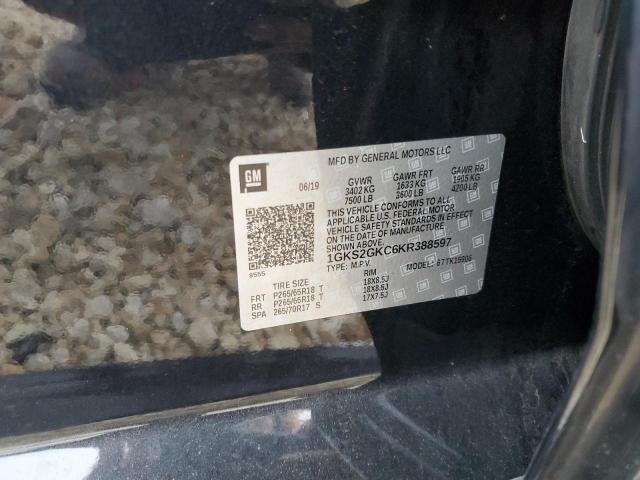 GM
MFD BY GENERAL MOTORS LLC
06/19
GVWR GAWR FRT GAWR RR
3402 KG 1633 KG 1905 KG
7500 LB 3600 LB 4200 LB
THIS VEHICLE CONFORMS TO ALL
APPLICABLE U.S. FEDERAL MOTOR
VEHICLE SAFETY STANDARDS IN EFFECT
ON THE DATE OF MANUFACTURE
SHOWN ABOVE.
1GKS2GKC6KR388597
TYPE: M.P.V. MODEL: TK15906
TIRE SIZE RIM
FRT P265/65R18 T 18X8.5J
RR P265/65R18 T 18X8.5J
SPA 265/70R17 S 17X7.5J